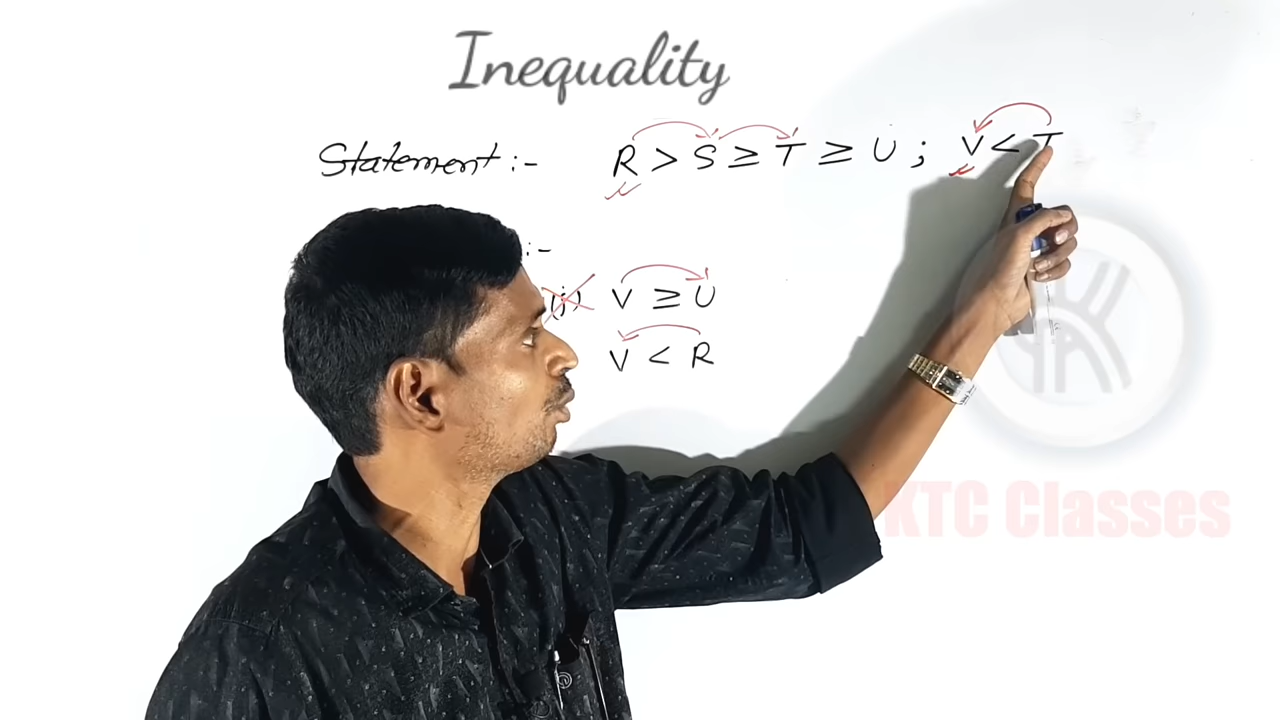 Inequality
Statement :- R > S ≥ T ≥ U ; V < T
:-
(i) V ≥ U
V < R
KTC Classes